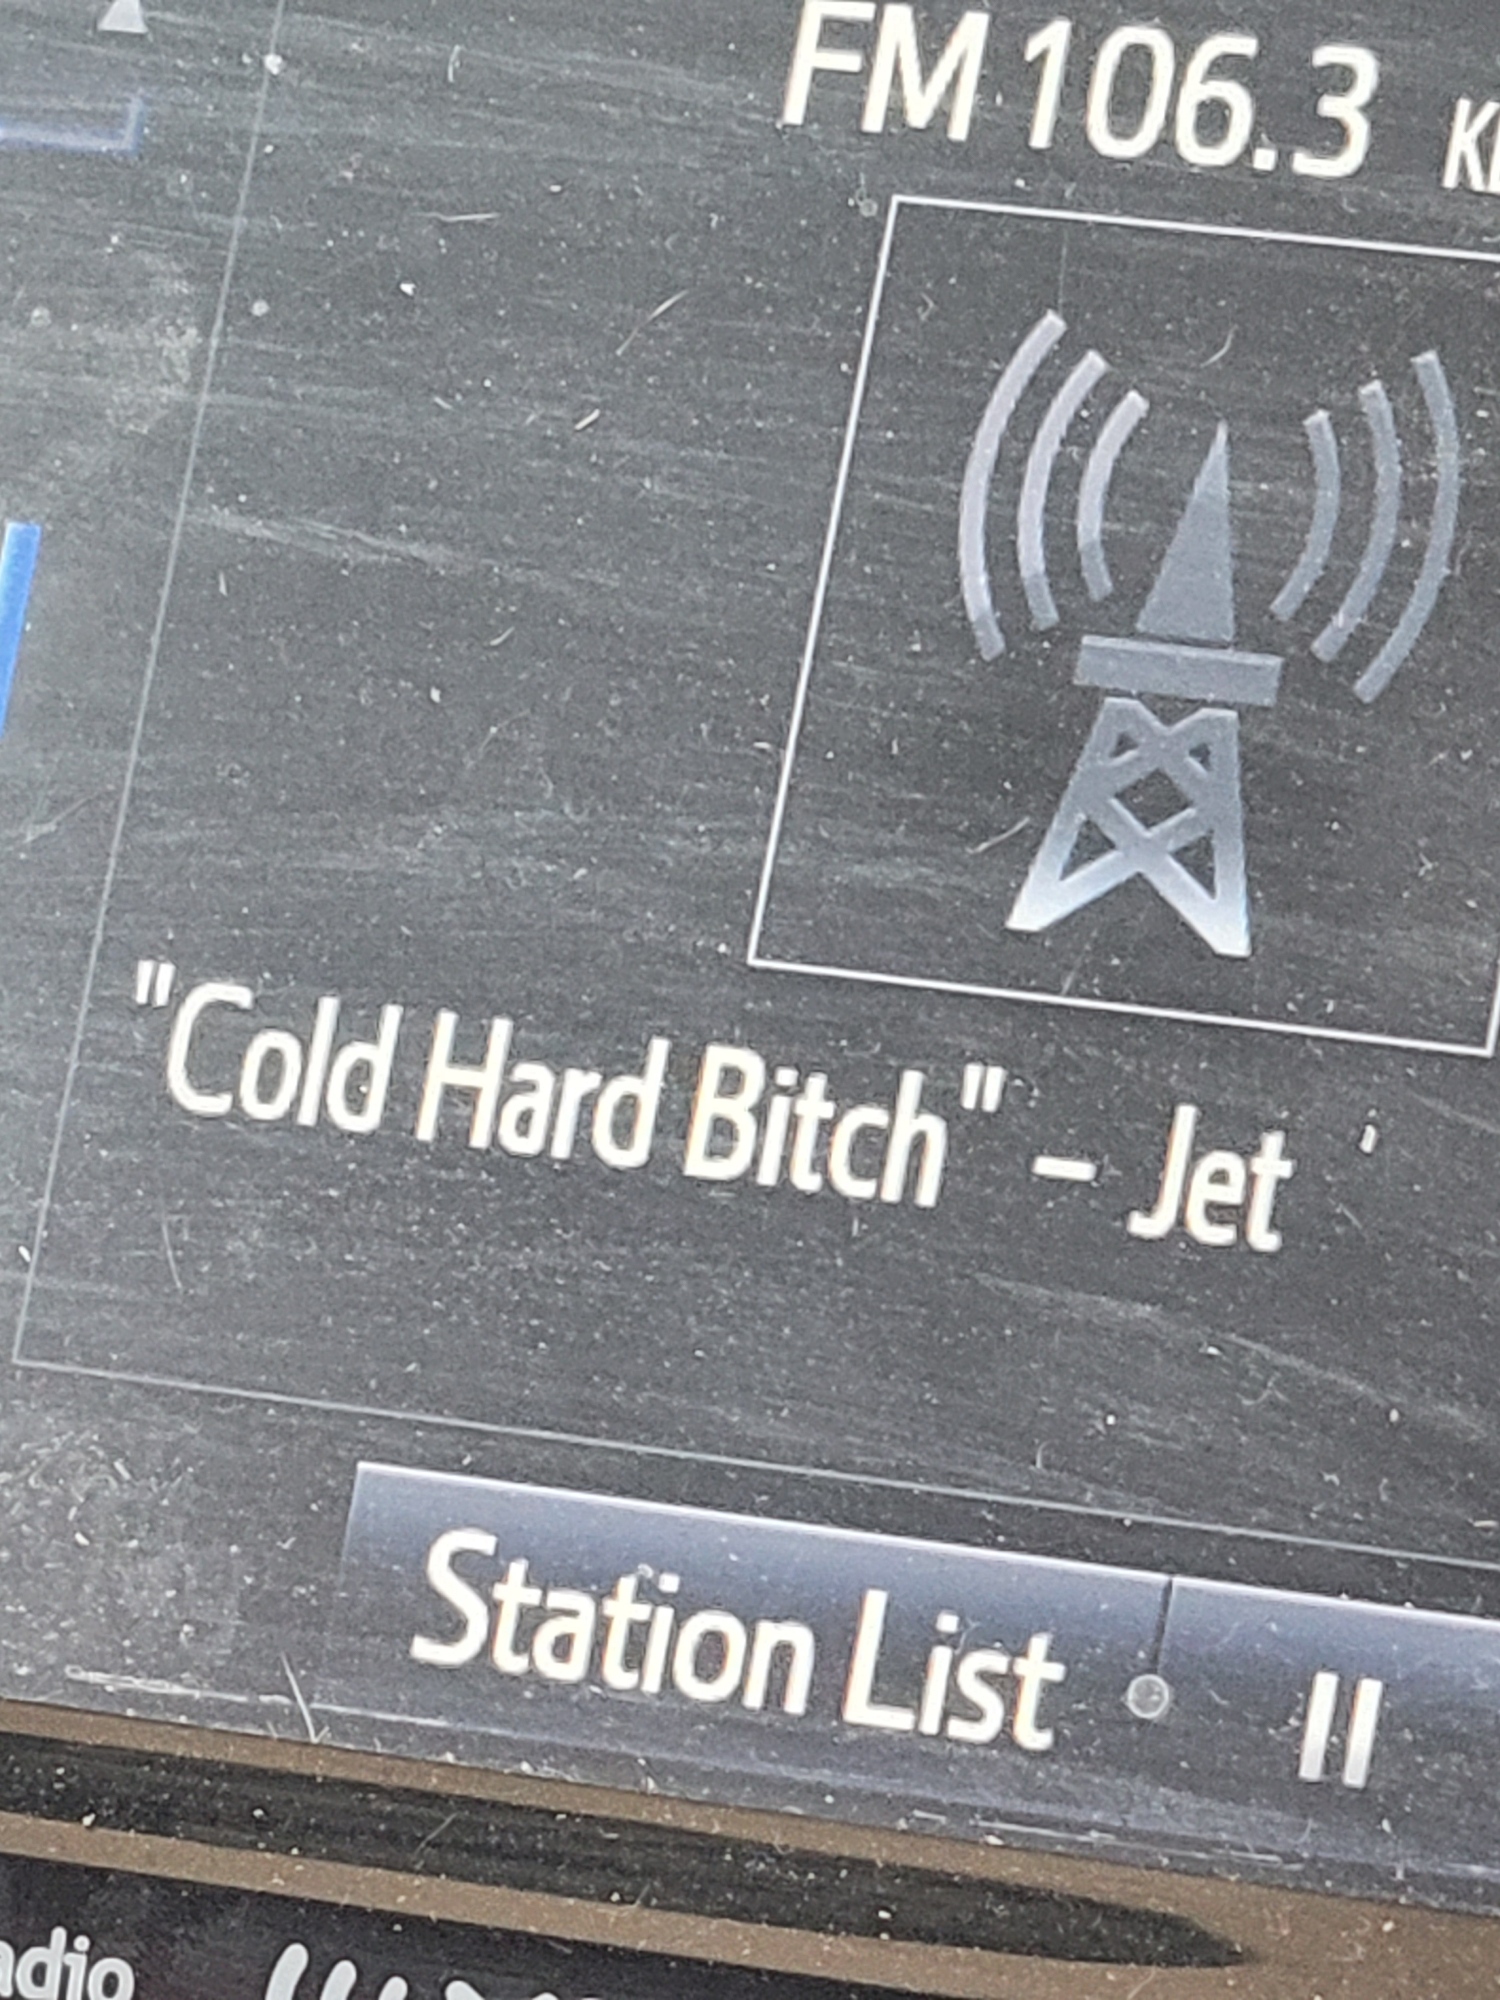 FM 106.3
"Cold Hard Bitch" – Jet '
Station List